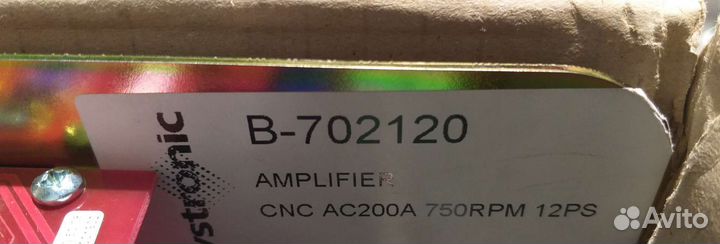 B-702120
ystronic
AMPLIFIER
CNC AC200A 750RPM 12PS
Avito